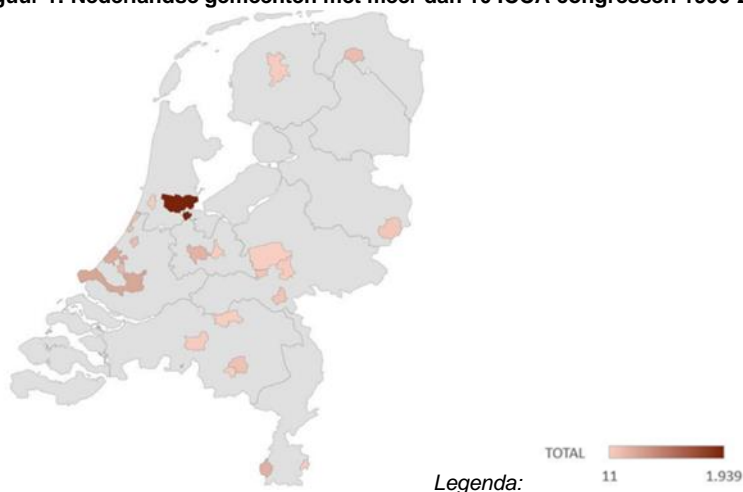 Nederlandse gemeenten met meer dan 10 ICCA-congressen
TOTAL
11 1.939
Legenda: